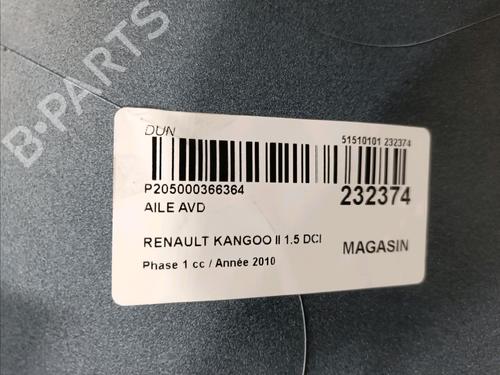 B-PARTS
DUN
51510101 232374
P205000366364
232374
AILE AVD
RENAULT KANGOO II 1.5 DCI
MAGASIN
Phase 1 cc / Année 2010